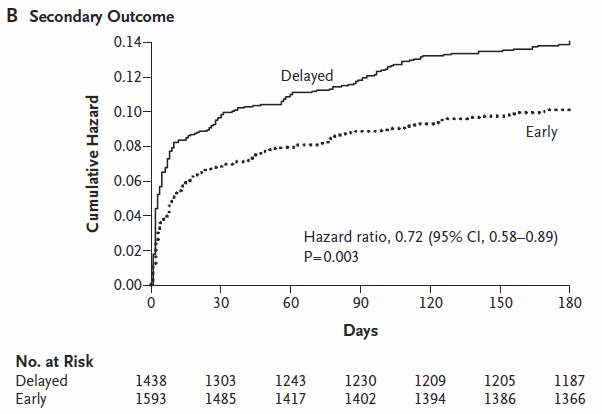 B Secondary Outcome
0.14
0.12
0.10
0.08
0.06
0.04
0.02
0.00
Cumulative Hazard
Delayed
Early
Hazard ratio, 0.72 (95% CI, 0.58–0.89)
P=0.003
0 30 60 90 120 150 180
Days
No. at Risk
Delayed 1438 1303 1243 1230 1209 1205 1187
Early 1593 1485 1417 1402 1394 1386 1366